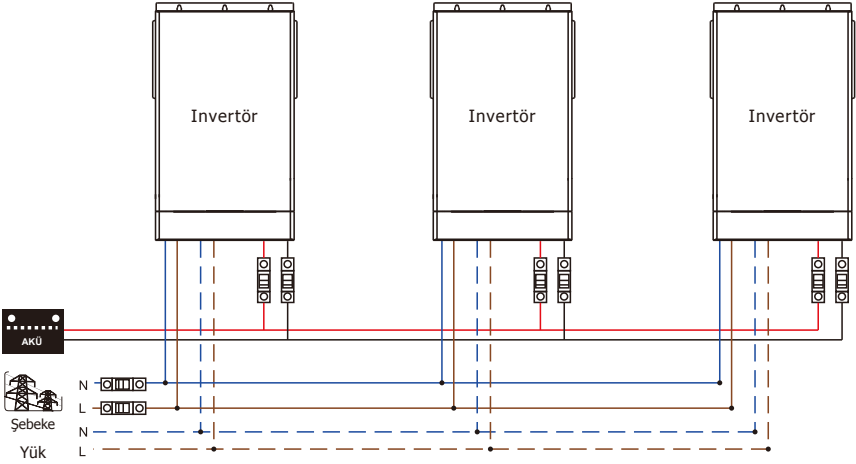 Invertör
Invertör
Invertör
AKÜ
N
L
Şebeke
N
Yük
L